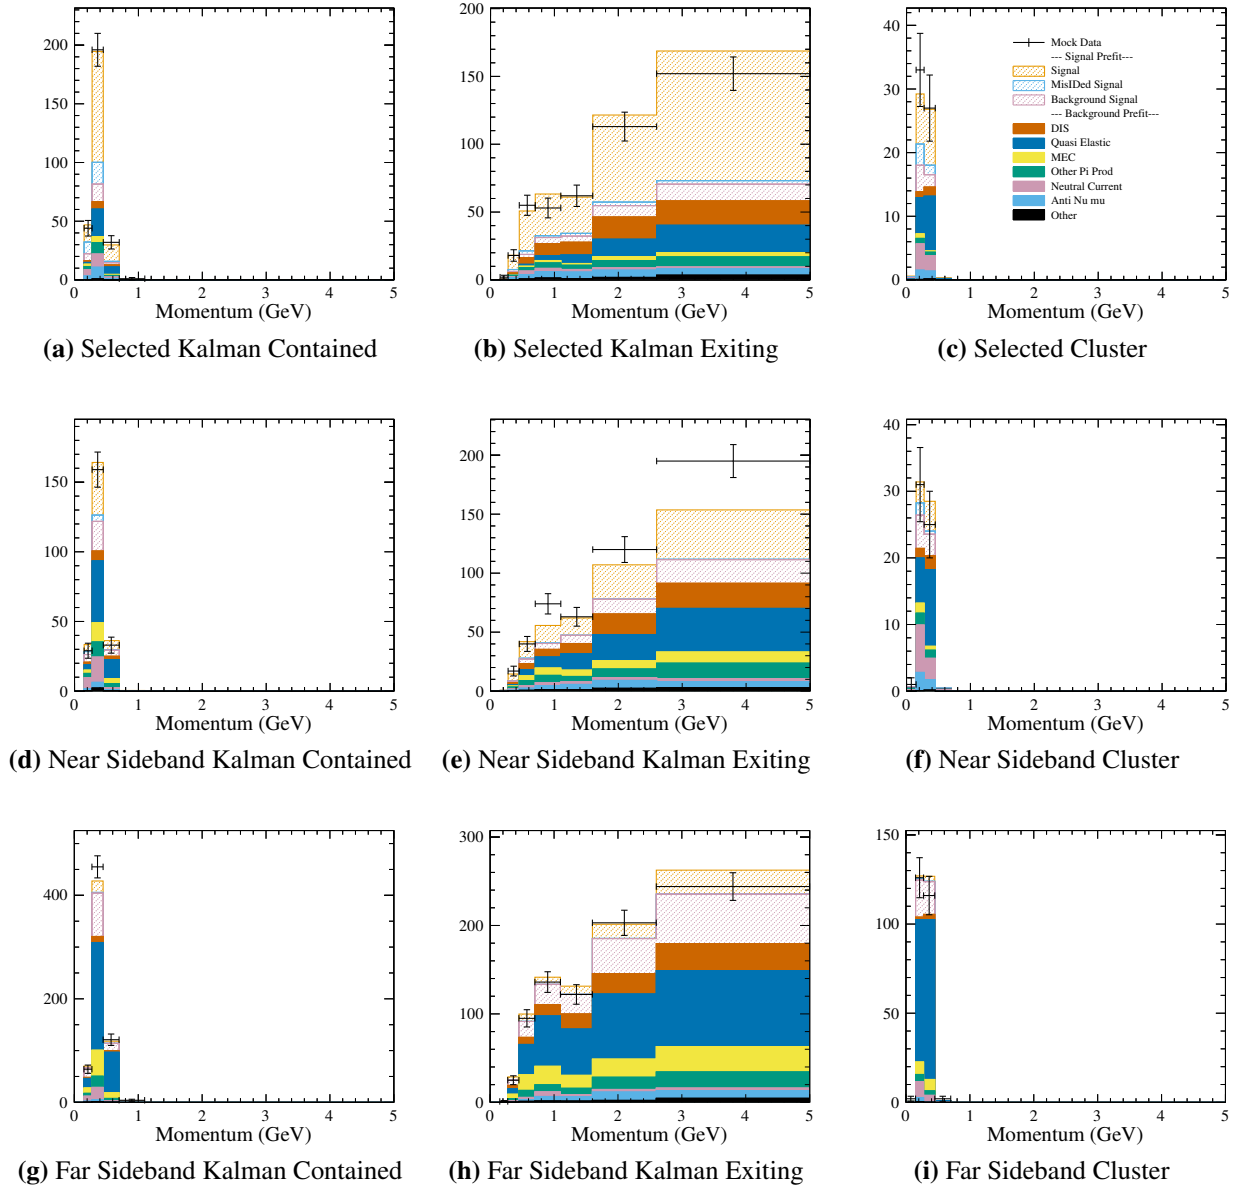 200
150
100
50
0
0 1 2 3 4 5
Momentum (GeV)
(a) Selected Kalman Contained
200
150
100
50
0
0 1 2 3 4 5
Momentum (GeV)
(b) Selected Kalman Exiting
40
30
20
10
0
0 1 2 3 4 5
Momentum (GeV)
Mock Data
--- Signal Prefit---
Signal
MisIDed Signal
Background Signal
--- Background Prefit---
DIS
Quasi Elastic
MEC
Other Pi Prod
Neutral Current
Anti Nu mu
Other
(c) Selected Cluster
150
100
50
0
0 1 2 3 4 5
Momentum (GeV)
(d) Near Sideband Kalman Contained
200
150
100
50
0
0 1 2 3 4 5
Momentum (GeV)
(e) Near Sideband Kalman Exiting
40
30
20
10
0
0 1 2 3 4 5
Momentum (GeV)
(f) Near Sideband Cluster
400
200
0
0 1 2 3 4 5
Momentum (GeV)
(g) Far Sideband Kalman Contained
300
200
100
0
0 1 2 3 4 5
Momentum (GeV)
(h) Far Sideband Kalman Exiting
150
100
50
0
0 1 2 3 4 5
Momentum (GeV)
(i) Far Sideband Cluster